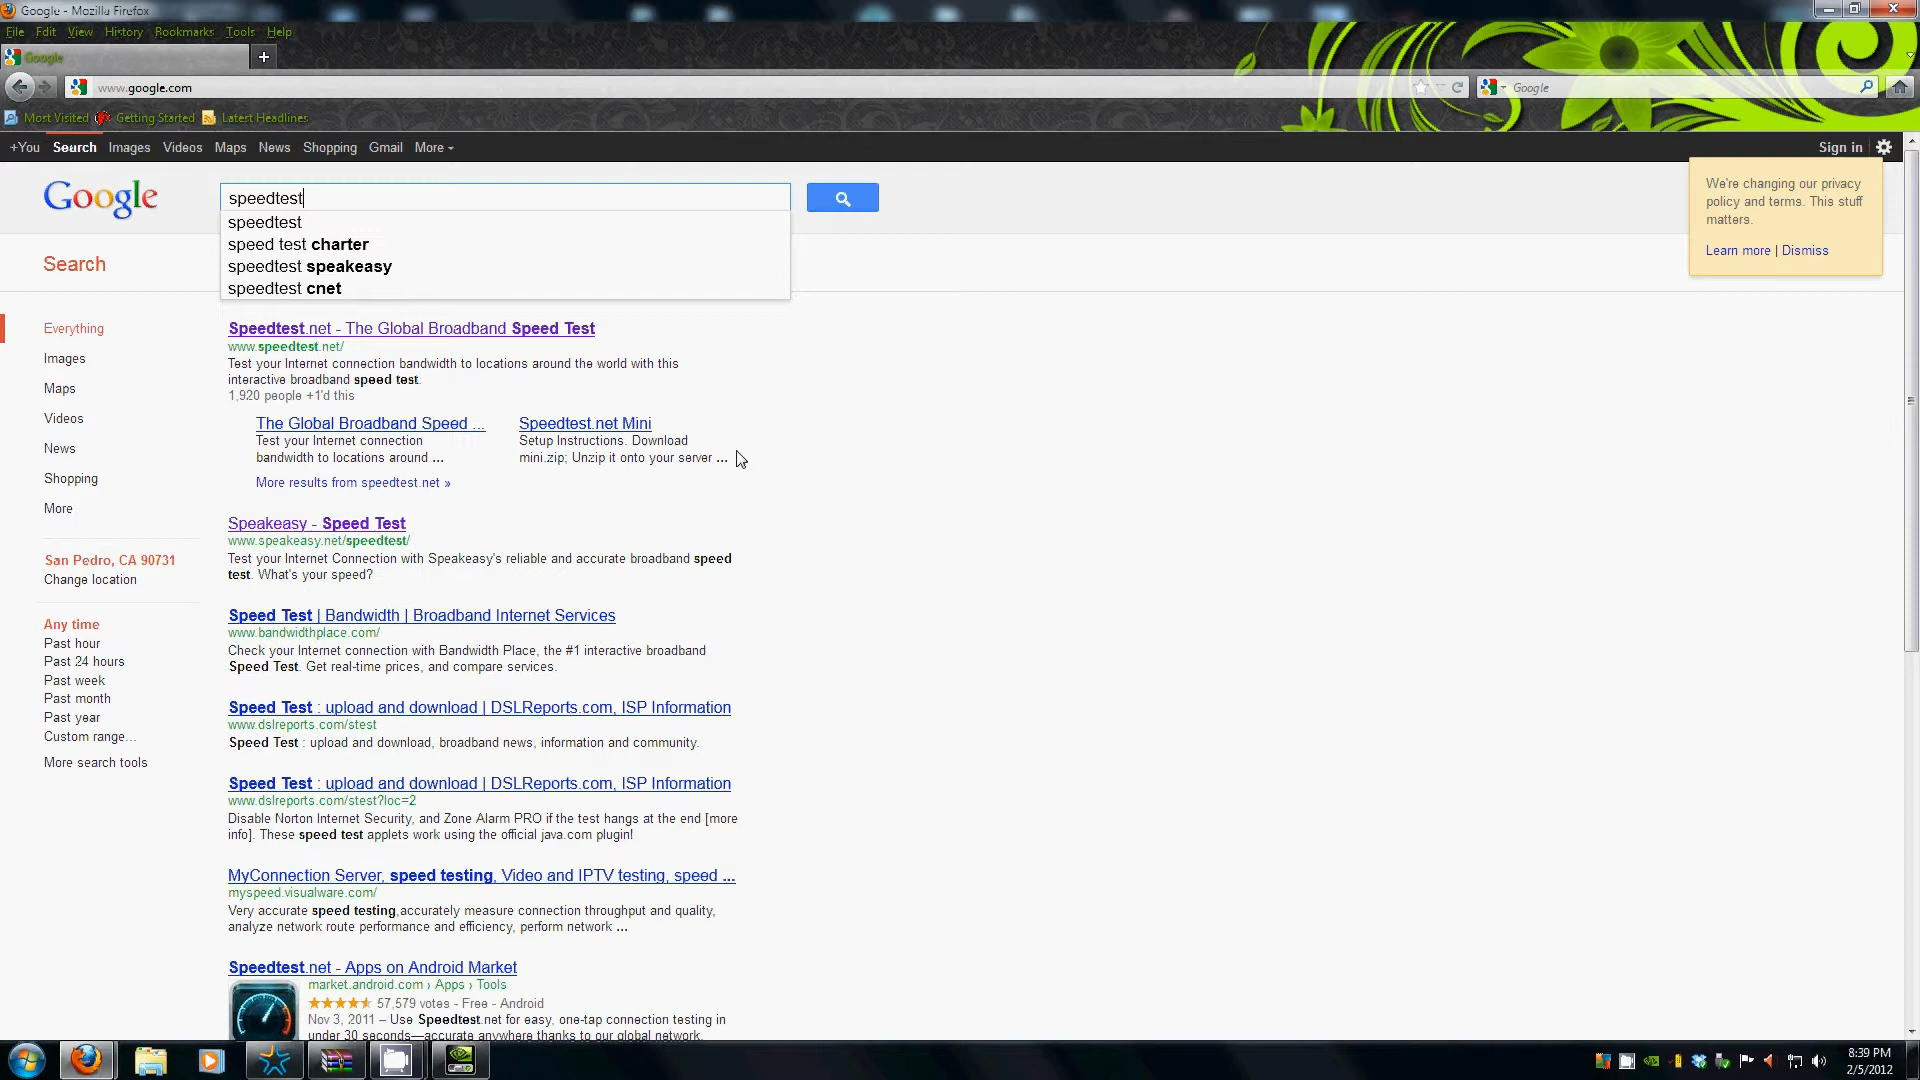 Google - Mozilla Firefox
File Edit View History Bookmarks Tools Help
Google
www.google.com
Google
Most Visited Getting Started Latest Headlines
+You Search Images Videos Maps News Shopping Gmail More
Sign in
Google
speedtest
speedtest
speed test charter
speedtest speakeasy
speedtest cnet
We're changing our privacy
policy and terms. This stuff
matters.
Learn more | Dismiss
Search
Everything
Images
Maps
Videos
News
Shopping
More
San Pedro, CA 90731
Change location
Any time
Past hour
Past 24 hours
Past week
Past month
Past year
Custom range...
More search tools
Speedtest.net - The Global Broadband Speed Test
www.speedtest.net/
Test your Internet connection bandwidth to locations around the world with this
interactive broadband speed test.
1,920 people +1'd this
The Global Broadband Speed ...
Test your Internet connection
bandwidth to locations around ...
Speedtest.net Mini
Setup Instructions. Download
mini.zip; Unzip it onto your server ...
More results from speedtest.net »
Speakeasy - Speed Test
www.speakeasy.net/speedtest/
Test your Internet Connection with Speakeasy's reliable and accurate broadband speed
test. What's your speed?
Speed Test | Bandwidth | Broadband Internet Services
www.bandwidthplace.com/
Check your Internet connection with Bandwidth Place, the #1 interactive broadband
Speed Test. Get real-time prices, and compare services.
Speed Test : upload and download | DSLReports.com, ISP Information
www.dslreports.com/stest
Speed Test : upload and download, broadband news, information and community.
Speed Test : upload and download | DSLReports.com, ISP Information
www.dslreports.com/stest?loc=2
Disable Norton Internet Security, and Zone Alarm PRO if the test hangs at the end [more
info]. These speed test applets work using the official java.com plugin!
MyConnection Server, speed testing, Video and IPTV testing, speed ...
myspeed.visualware.com/
Very accurate speed testing,accurately measure connection throughput and quality,
analyze network route performance and efficiency, perform network ...
Speedtest.net - Apps on Android Market
market.android.com › Apps › Tools
57,579 votes - Free - Android
Nov 3, 2011 – Use Speedtest.net for easy, one-tap connection testing in
under 30 seconds—accurate anywhere thanks to our global network.
8:39 PM
2/5/2012